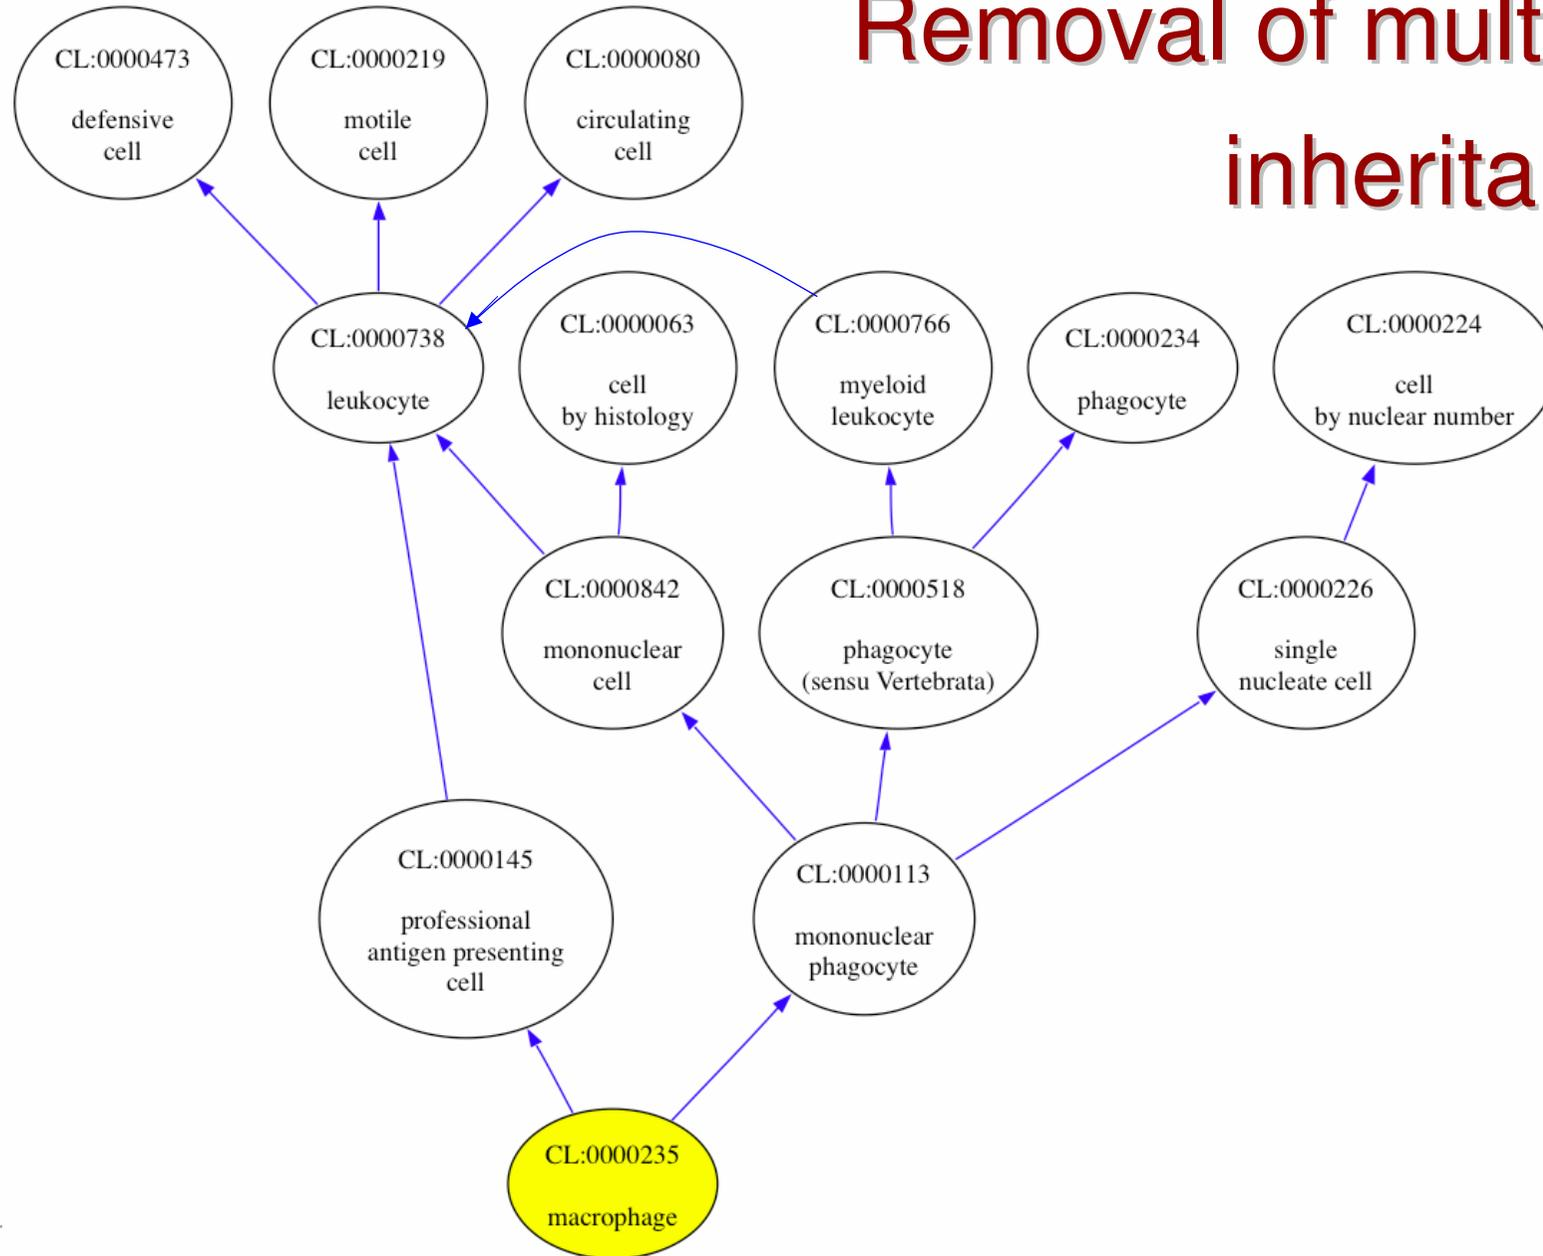 Removal of mult
inherita
CL:0000473
defensive
cell
CL:0000219
motile
cell
CL:0000080
circulating
cell
CL:0000738
leukocyte
CL:0000063
cell
by histology
CL:0000766
myeloid
leukocyte
CL:0000234
phagocyte
CL:0000224
cell
by nuclear number
CL:0000842
mononuclear
cell
CL:0000518
phagocyte
(sensu Vertebrata)
CL:0000226
single
nucleate cell
CL:0000145
professional
antigen presenting
cell
CL:0000113
mononuclear
phagocyte
CL:0000235
macrophage